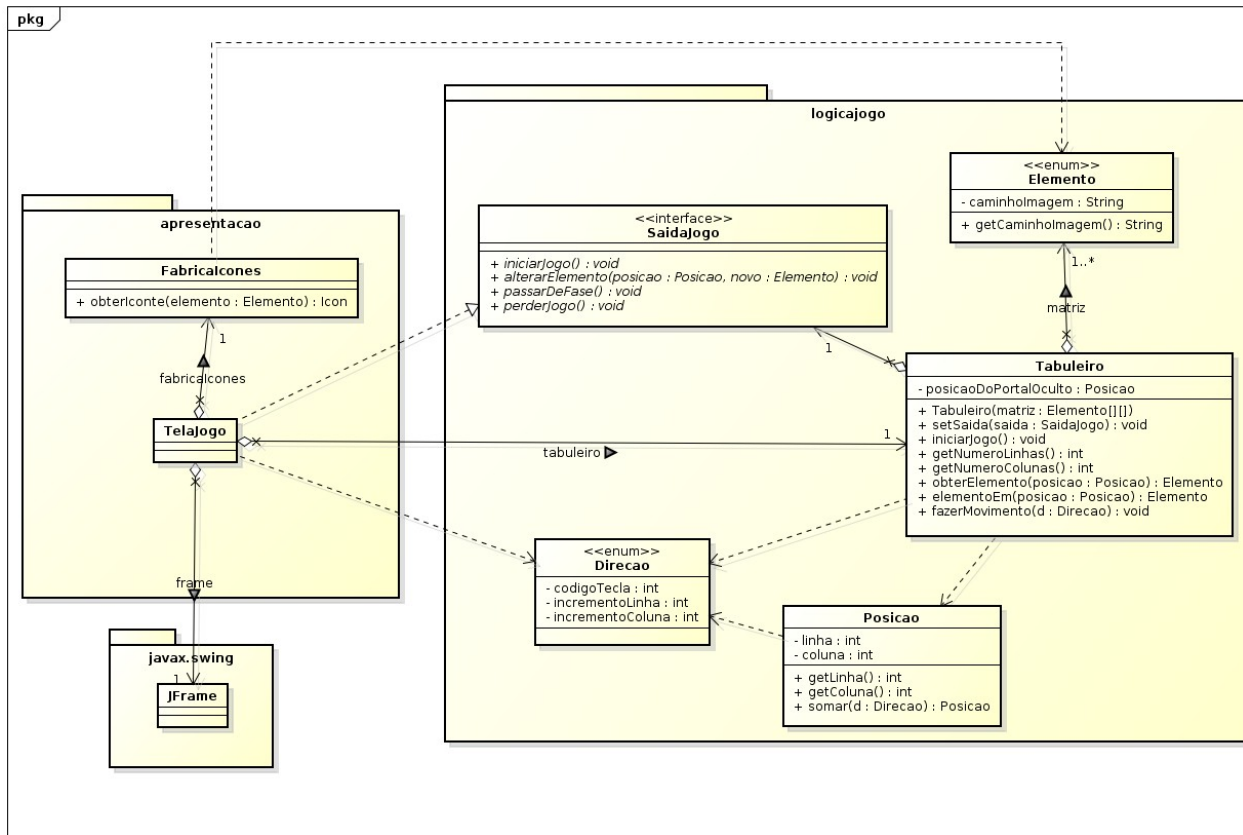 pkg
logicajogo
<<enum>>
Elemento
- caminhoImagem : String
+ getCaminhoImagem() : String
apresentacao
FabricaIcones
+ obterIconte(elemento : Elemento) : Icon
<<interface>>
SaidaJogo
+ iniciarJogo() : void
+ alterarElemento(posicao : Posicao, novo : Elemento) : void
+ passarDeFase() : void
+ perderJogo() : void
1..*
matriz
1
fabricaIcones
1
TelaJogo
tabuleiro
1
Tabuleiro
- posicaoDoPortalOculto : Posicao
+ Tabuleiro(matriz : Elemento[][])
+ setSaida(saida : SaidaJogo) : void
+ iniciarJogo() : void
+ getNumeroLinhas() : int
+ getNumeroColunas() : int
+ obterElemento(posicao : Posicao) : Elemento
+ elementoEm(posicao : Posicao) : Elemento
+ fazerMovimento(d : Direcao) : void
<<enum>>
Direcao
- codigoTecla : int
- incrementoLinha : int
- incrementoColuna : int
frame
Posicao
- linha : int
- coluna : int
+ getLinha() : int
+ getColuna() : int
+ somar(d : Direcao) : Posicao
javax.swing
1
JFrame